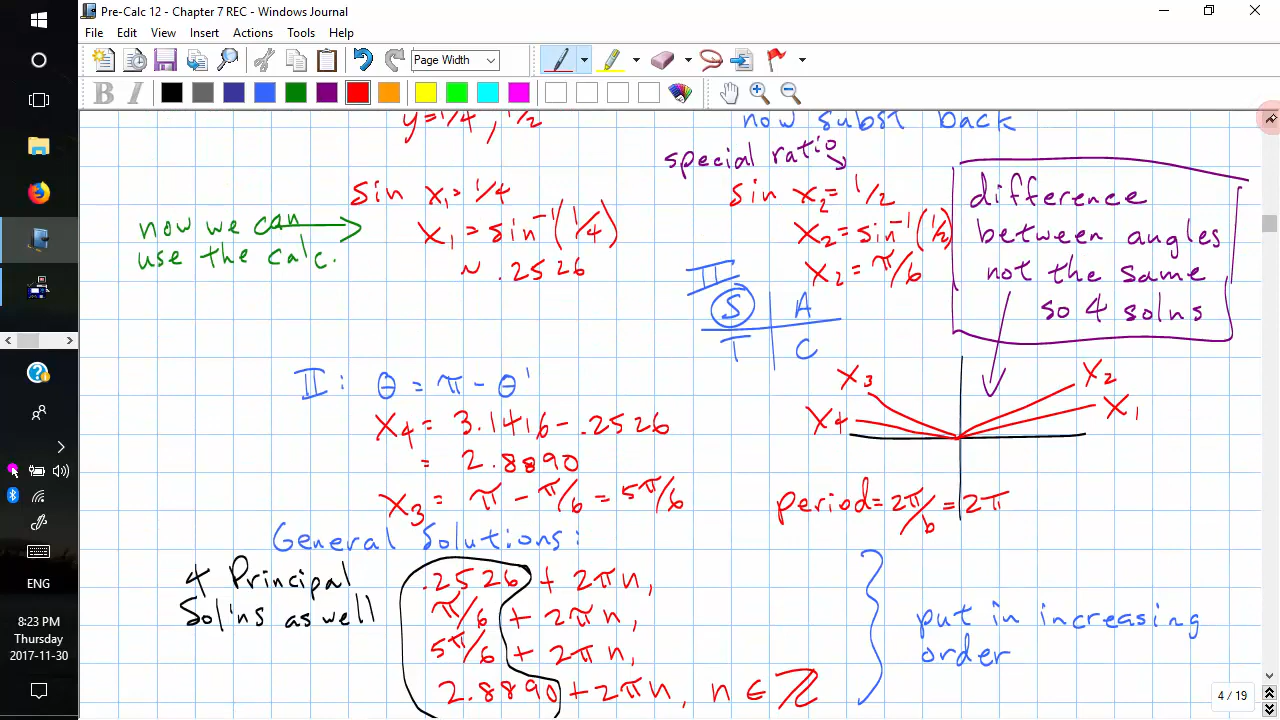 Pre-Calc 12 - Chapter 7 REC - Windows Journal
File Edit View Insert Actions Tools Help
Page Width
B I
y=1/4, 1/2
now subst back
special ratio
sin x₁= 1/4
sin x₂= 1/2
now we can
use the calc.
x₁ = sin⁻¹(1/4)
~ .2526
x₂= sin⁻¹(1/2)
x₂ = π/6
difference
between angles
not the same
so 4 solns
II
S A
T C
II: θ = π - θ'
x₄ = 3.1416 - .2526
= 2.8890
x₃ = π - π/6 = 5π/6
x₃ x₂
x₄ x₁
period = 2π/b = 2π
General Solutions:
4 Principal
Sol'ns as well
.2526 + 2πn,
π/6 + 2πn,
5π/6 + 2πn,
2.8890 + 2πn, n ∈ ℤ
put in increasing
order
ENG
8:23 PM
Thursday
2017-11-30
4 / 19